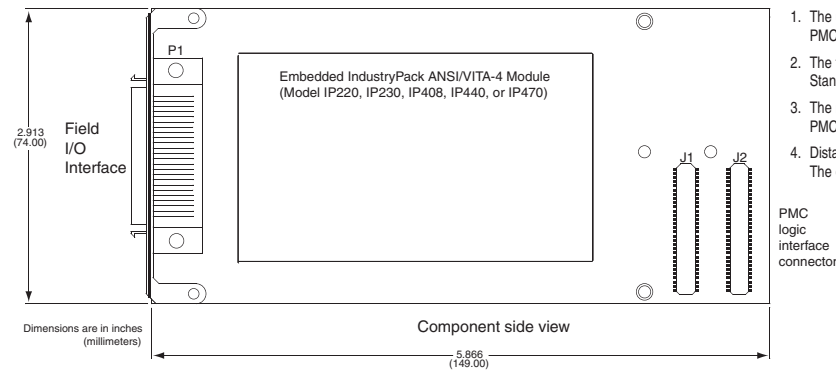 P1
Embedded IndustryPack ANSI/VITA-4 Module
(Model IP220, IP230, IP408, IP440, or IP470)
2.913
(74.00)
Field
I/O
Interface
J1
J2
1. The
PMC
2. The
Stan
3. The
PMC
4. Dista
The
PMC
logic
interface
connector
Dimensions are in inches
(millimeters)
Component side view
5.866
(149.00)